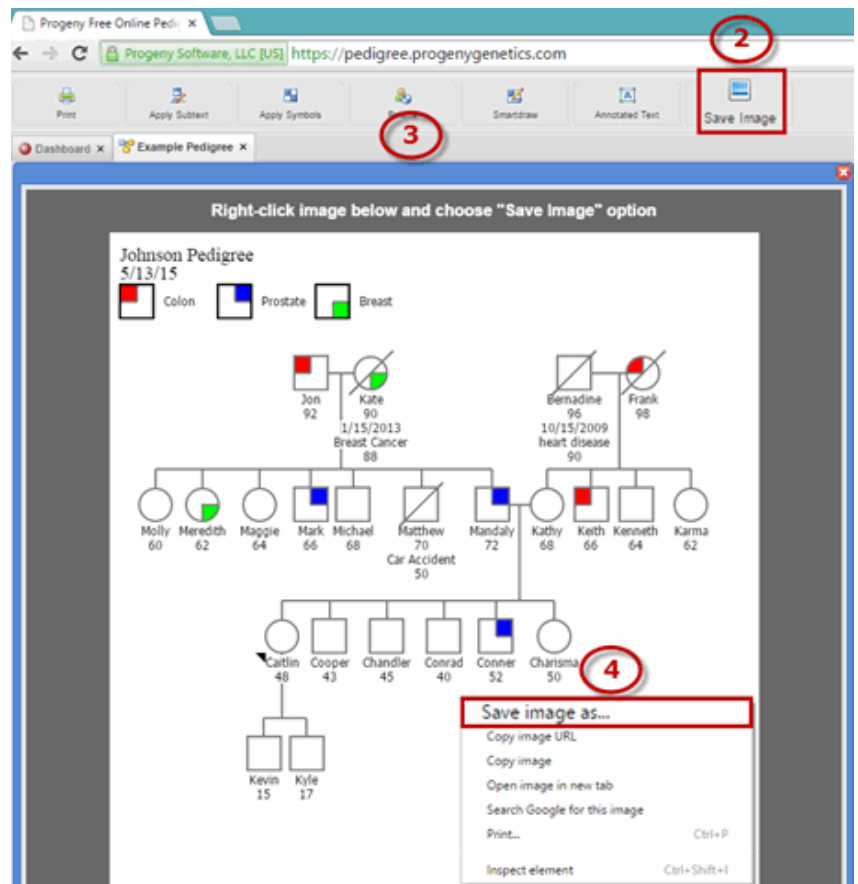 Progeny Free Online Pedi
2
Progeny Software, LLC [US] https://pedigree.progenygenetics.com
Print Apply Subtext Apply Symbols Smartdraw Annotated Text Save Image
3
Dashboard Example Pedigree
Right-click image below and choose "Save Image" option
Johnson Pedigree
5/13/15
Colon Prostate Breast
Jon Kate Bernadine Frank
92 90 96 98
1/15/2013 10/15/2009
Breast Cancer heart disease
88 90
Molly Meredith Maggie Mark Michael Matthew Mandaly Kathy Keith Kenneth Karma
60 62 64 66 68 70 72 68 66 64 62
Car Accident
50
Caitlin Cooper Chandler Conrad Conner Charisma
48 43 45 40 52 50
4
Save image as...
Copy image URL
Copy image
Open image in new tab
Search Google for this image
Print... Ctrl+P
Inspect element Ctrl+Shift+I
Kevin Kyle
15 17